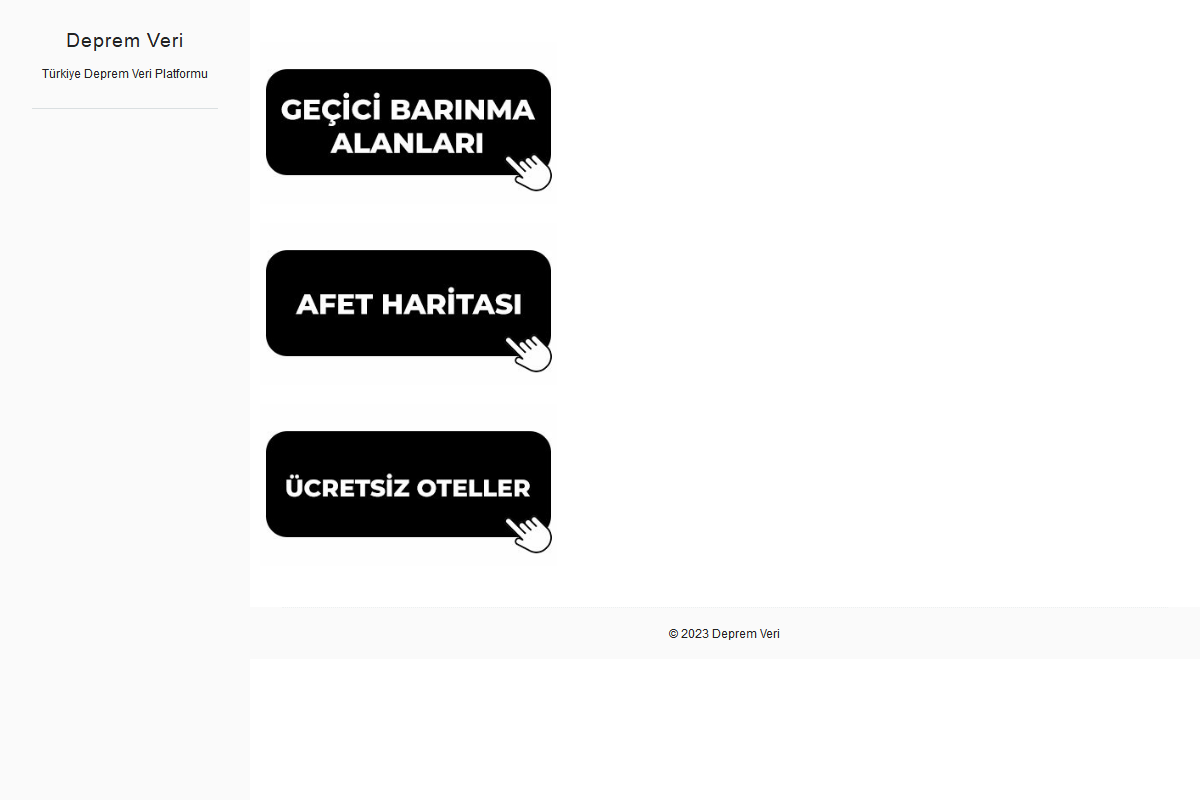 Deprem Veri
Türkiye Deprem Veri Platformu
GEÇİCİ BARINMA
ALANLARI
AFET HARİTASI
ÜCRETSİZ OTELLER
© 2023 Deprem Veri